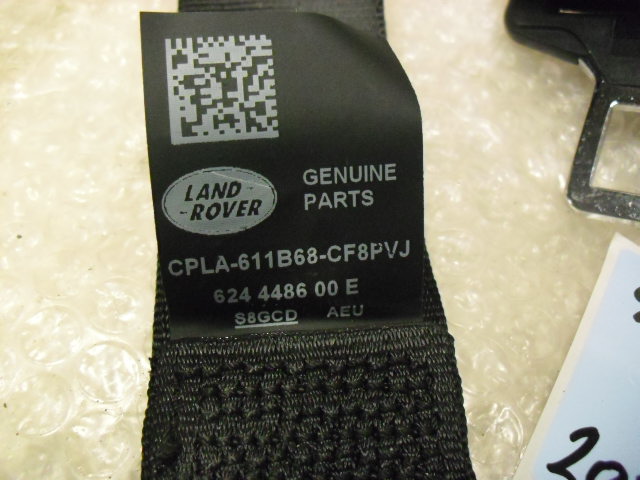 LAND
-ROVER
GENUINE
PARTS
CPLA-611B68-CF8PVJ
624 4486 00 E
S8GCD AEU